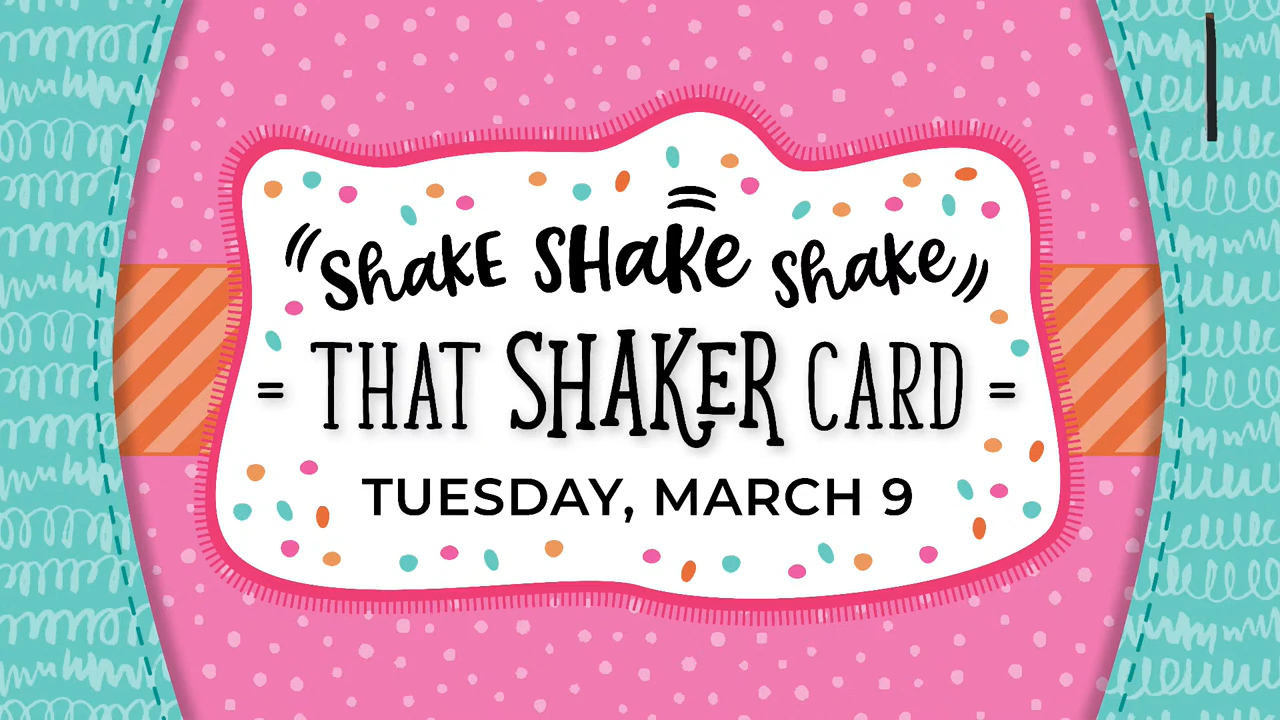 ShakE SHaKe shake
= THAT SHAKER CARD =
TUESDAY, MARCH 9